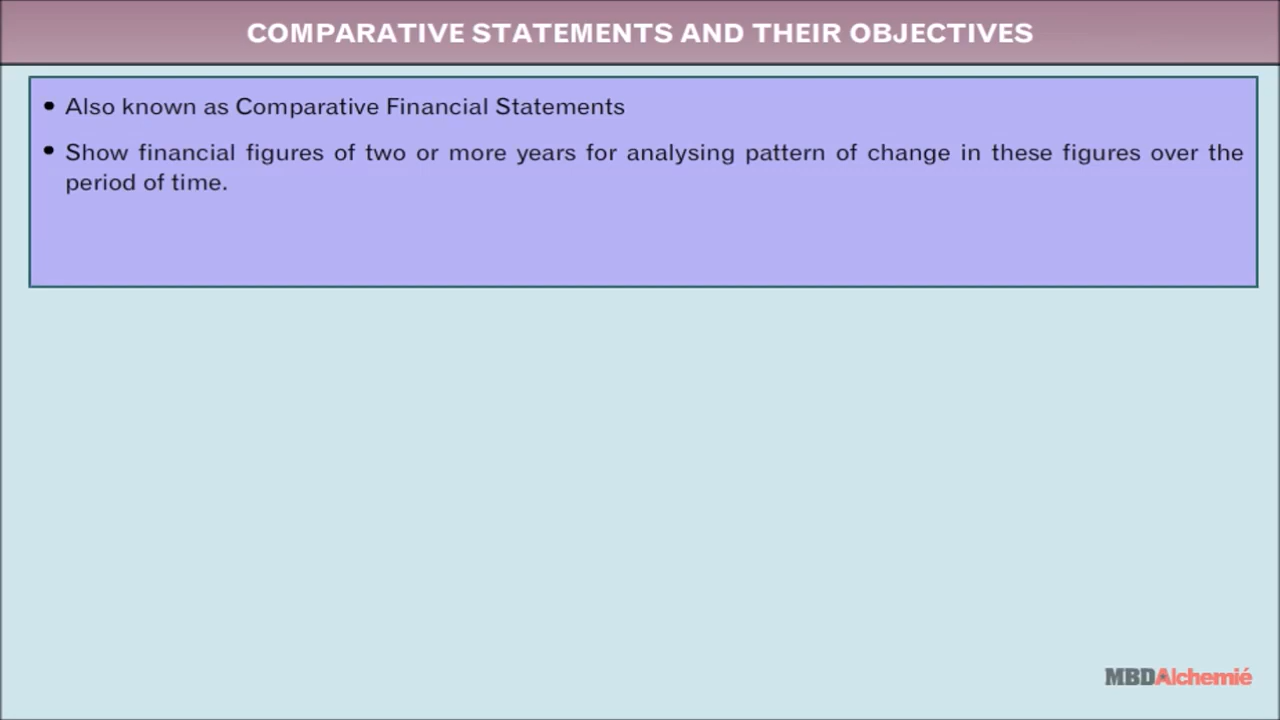 COMPARATIVE STATEMENTS AND THEIR OBJECTIVES
• Also known as Comparative Financial Statements
• Show financial figures of two or more years for analysing pattern of change in these figures over the
period of time.
MBDAlchemié